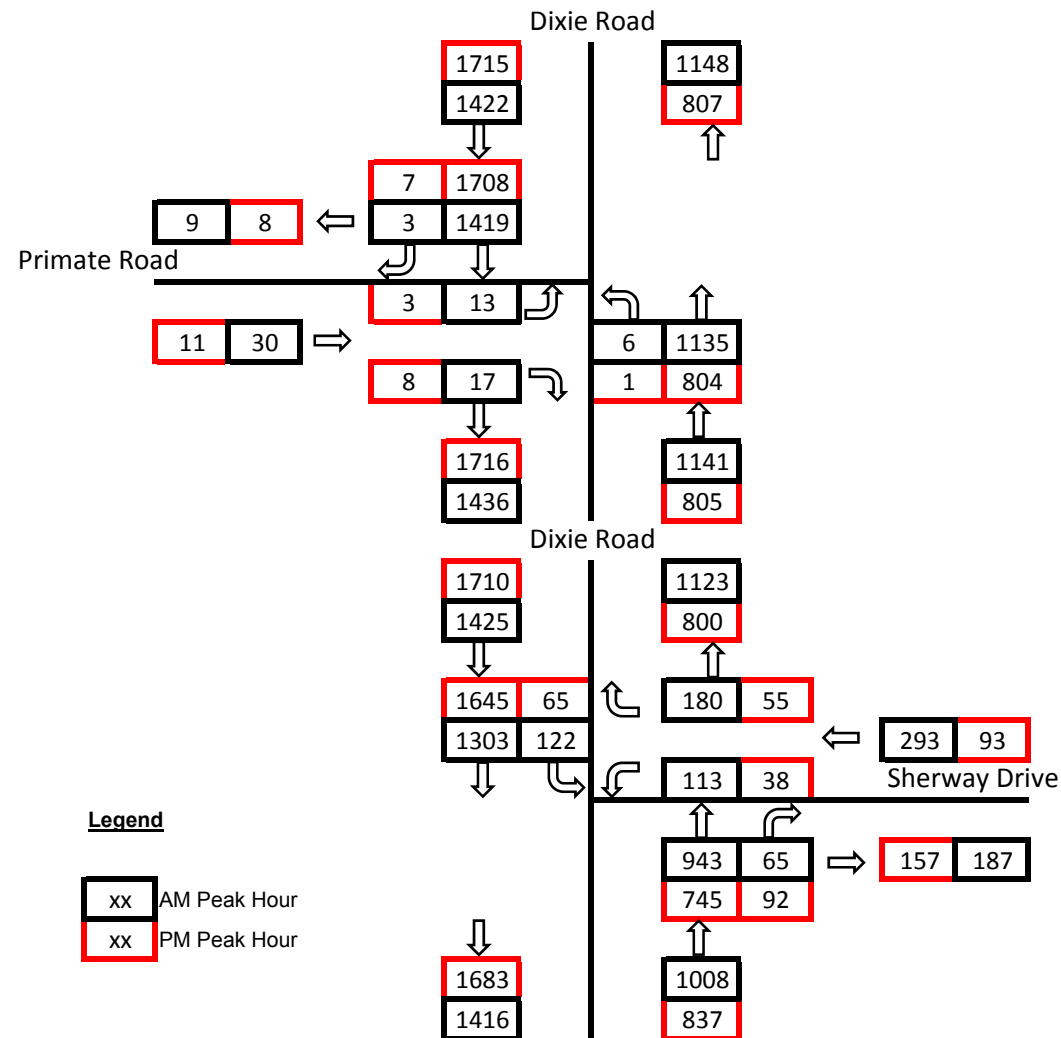 Dixie Road
1715 1148
1422 807
7 1708
9 8 3 1419
Primate Road
3 13
11 30 6 1135
8 17 1 804
1716 1141
1436 805
Dixie Road
1710 1123
1425 800
1645 65 180 55
1303 122 293 93
113 38 Sherway Drive
Legend
943 65 157 187
xx AM Peak Hour 745 92
xx PM Peak Hour
1683 1008
1416 837